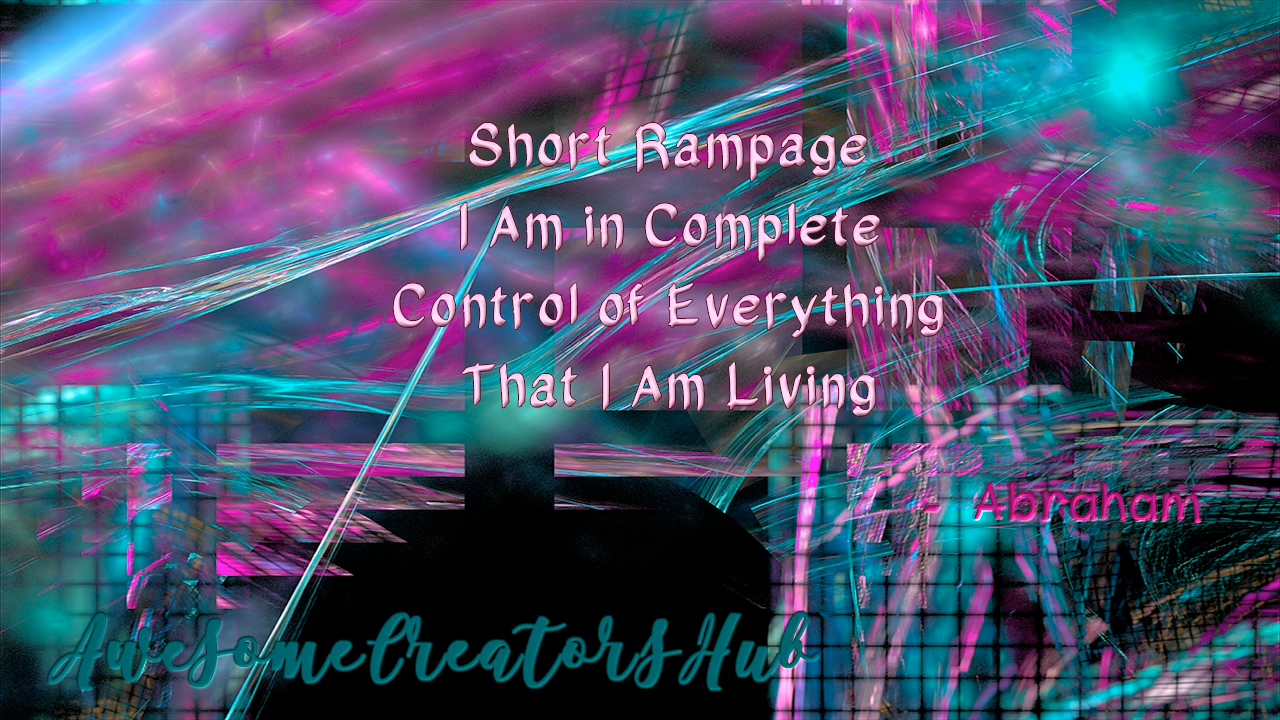 Short Rampage
I Am in Complete
Control of Everything
That I Am Living
- Abraham
AwesomeCreatorsHub